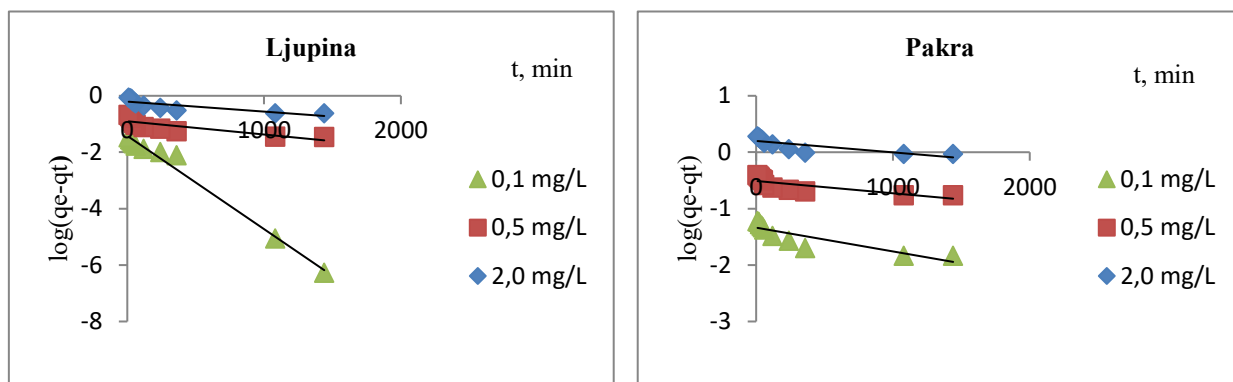 Ljupina
t, min
0
-2
-4
-6
-8
0
1000
2000
log(qe-qt)
0,1 mg/L
0,5 mg/L
2,0 mg/L
Pakra
t, min
1
0
-1
-2
-3
0
1000
2000
log(qe-qt)
0,1 mg/L
0,5 mg/L
2,0 mg/L